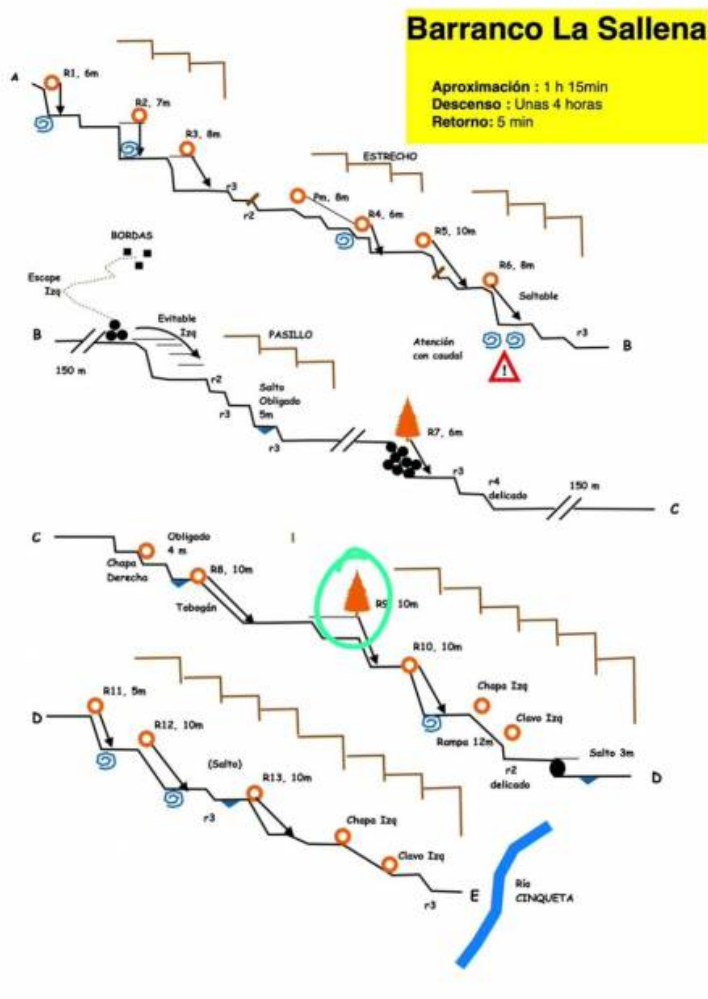 Barranco La Sallena
Aproximación : 1 h 15min
Descenso : Unas 4 horas
Retorno: 5 min
A
R1, 6m
R2, 7m
R3, 8m
r3
r2
ESTRECHO
Pm, 8m
R4, 6m
R5, 10m
R6, 8m
Saltable
r3
B
Atención
con caudal
!
BORDAS
Escape
Izq
B
150 m
Evitable
Izq
PASILLO
r2
r3
Salto
Obligado
5m
r3
R7, 6m
r3
r4
delicado
150 m
C
C
Obligado
4 m
Chapa
Derecha
R8, 10m
Tobogán
R9, 10m
R10, 10m
Chapa Izq
Clavo Izq
Rampa 12m
r2
delicado
Salto 3m
D
D
R11, 5m
R12, 10m
(Salto)
r3
R13, 10m
Chapa Izq
Clavo Izq
r3
E
Río
CINQUETA